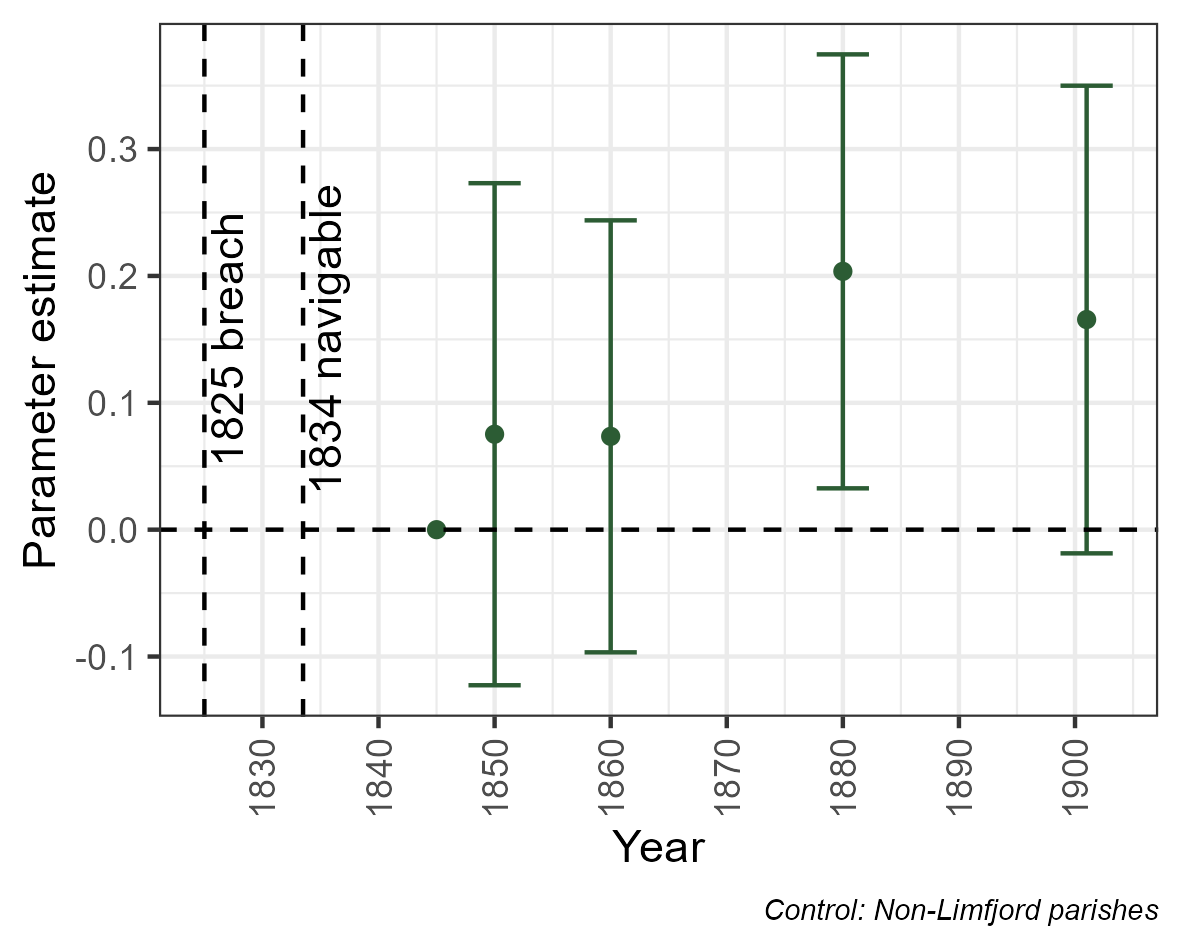 Parameter estimate
0.3
0.2
0.1
0.0
-0.1
1825 breach
1834 navigable
1830
1840
1850
1860
1870
1880
1890
1900
Year
Control: Non-Limfjord parishes